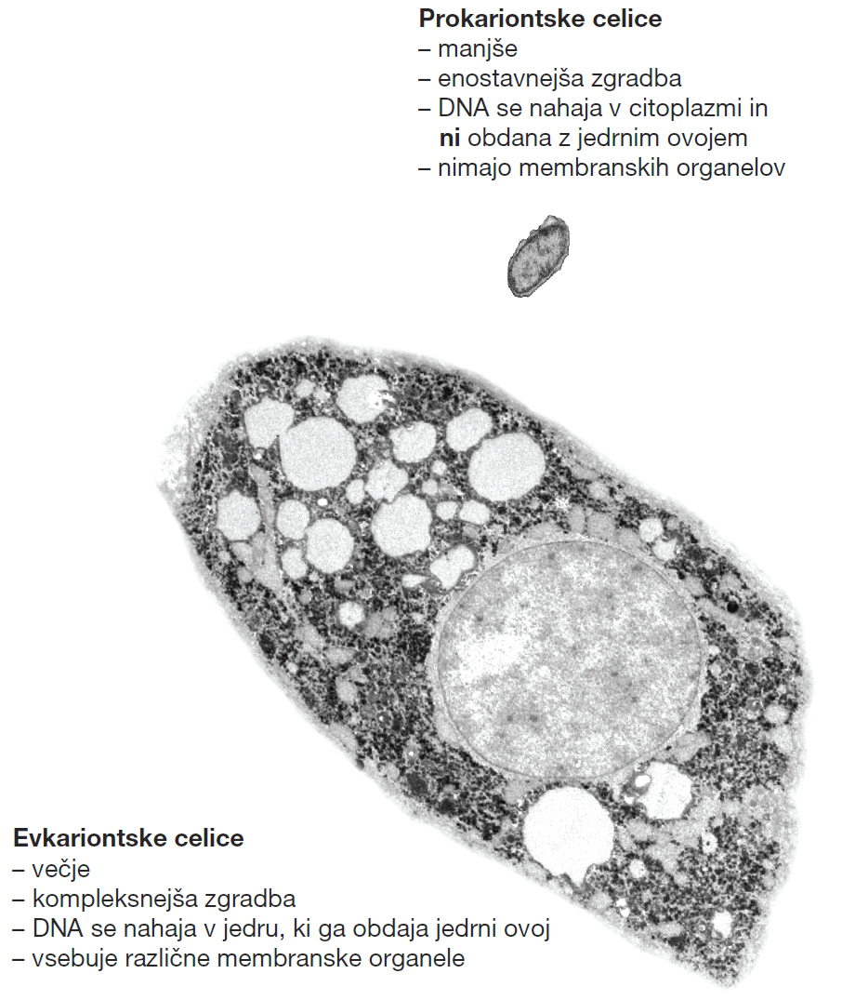 Prokariontske celice
– manjše
– enostavnejša zgradba
– DNA se nahaja v citoplazmi in
ni obdana z jedrnim ovojem
– nimajo membranskih organelov
Evkariontske celice
– večje
– kompleksnejša zgradba
– DNA se nahaja v jedru, ki ga obdaja jedrni ovoj
– vsebuje različne membranske organele